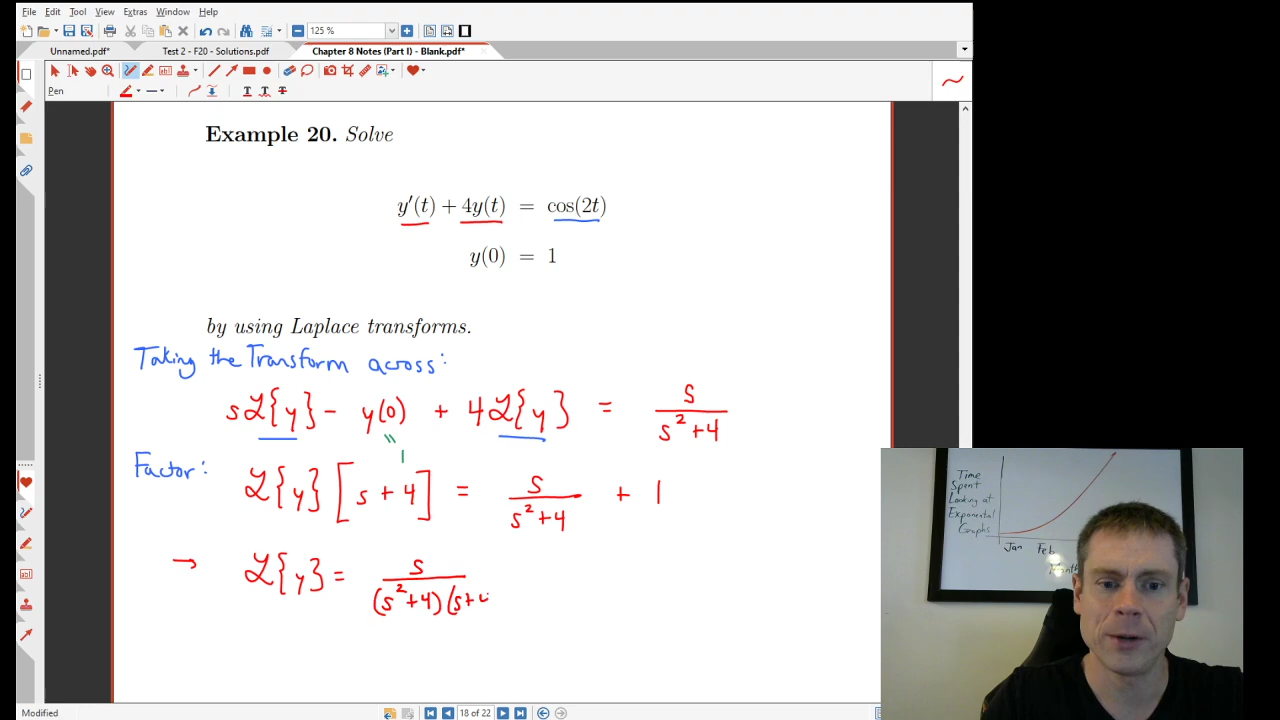 File Edit View Tools Extras Window Help
125 %
Unnamed.pdf* Test 2 - F20 - Solutions.pdf Chapter 8 Notes (Part I) - Blank.pdf*
Pen
Example 20. Solve
y′(t) + 4y(t) = cos(2t)
y(0) = 1
by using Laplace transforms.
Taking the Transform across:
sℒ{y} - y(0) + 4ℒ{y} = s/(s²+4)
1
Factor: ℒ{y}[s+4] = s/(s²+4) + 1
→ ℒ{y} = s/(s²+4)(s+
Time
Spent
Looking at
Exponential
Graphs
Jan Feb
Modified
18 of 22